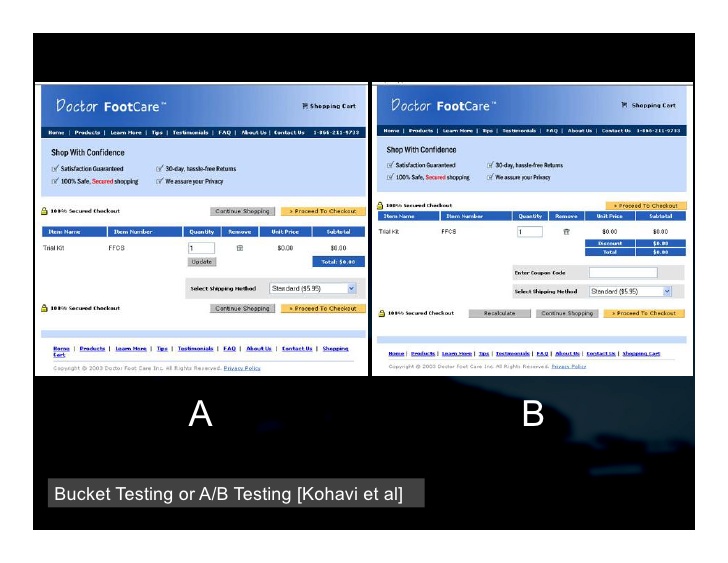 Doctor FootCare™
Shopping Cart
Home | Products | Learn More | Tips | Testimonials | FAQ | About Us | Contact Us 1-866-211-9733
Shop With Confidence
Satisfaction Guaranteed 30-day, hassle-free Returns
100% Safe, Secured shopping We assure your Privacy
100% Secured Checkout Continue Shopping » Proceed To Checkout
Item Name Item Number Quantity Remove Unit Price Subtotal
Trial Kit FFCS 1 $0.00 $0.00
Update Total: $0.00
Select Shipping Method Standard ($5.95)
100% Secured Checkout Continue Shopping » Proceed To Checkout
Home | Products | Learn More | Tips | Testimonials | FAQ | About Us | Contact Us | Shopping
Cart
Copyright © 2003 Doctor Foot Care Inc. All Rights Reserved. Privacy Policy
A
Doctor FootCare™
Shopping Cart
Home | Products | Learn More | Tips | Testimonials | FAQ | About Us | Contact Us 1-866-211-9733
Shop With Confidence
Satisfaction Guaranteed 30-day, hassle-free Returns
100% Safe, Secured shopping We assure your Privacy
100% Secured Checkout » Proceed To Checkout
Item Name Item Number Quantity Remove Unit Price Subtotal
Trial Kit FFCS 1 $0.00 $0.00
Discount $0.00
Total $0.00
Enter Coupon Code
Select Shipping Method Standard ($5.95)
100% Secured Checkout Recalculate Continue Shopping » Proceed To Checkout
Home | Products | Learn More | Tips | Testimonials | FAQ | About Us | Contact Us | Shopping Cart
Copyright © 2003 Doctor Foot Care Inc. All Rights Reserved. Privacy Policy
B
Bucket Testing or A/B Testing [Kohavi et al]